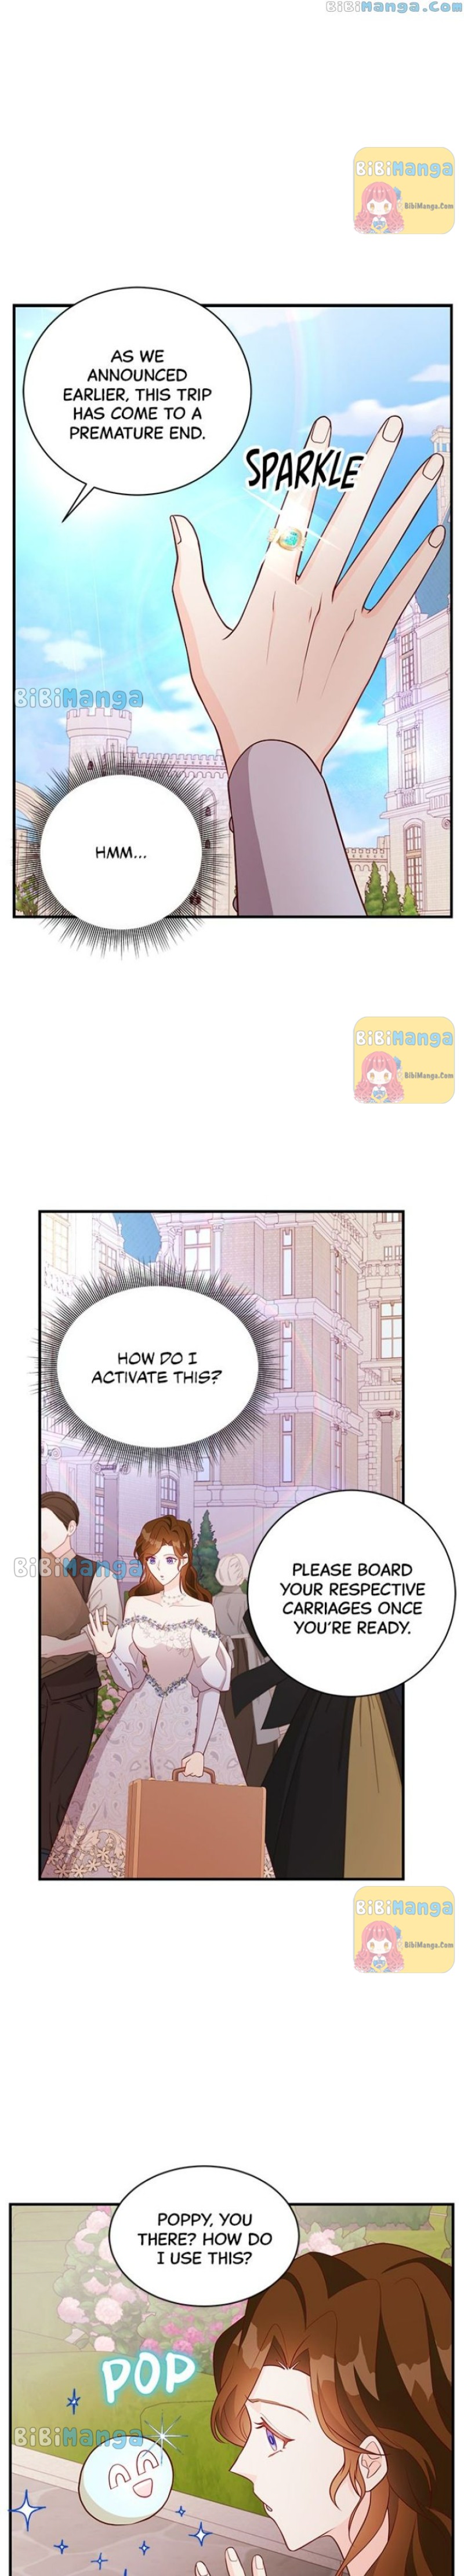 BiBiManga.Com
BiBiManga
BibiManga.Com
AS WE
ANNOUNCED
EARLIER, THIS TRIP
HAS COME TO A
PREMATURE END.
SPARKLE
BiBiManga
HMM...
BiBiManga
BibiManga.Com
HOW DO I
ACTIVATE THIS?
PLEASE BOARD
YOUR RESPECTIVE
CARRIAGES ONCE
YOU'RE READY.
BiBiManga
BiBiManga
BibiManga.Com
POPPY, YOU
THERE? HOW DO
I USE THIS?
POP
BiBiManga